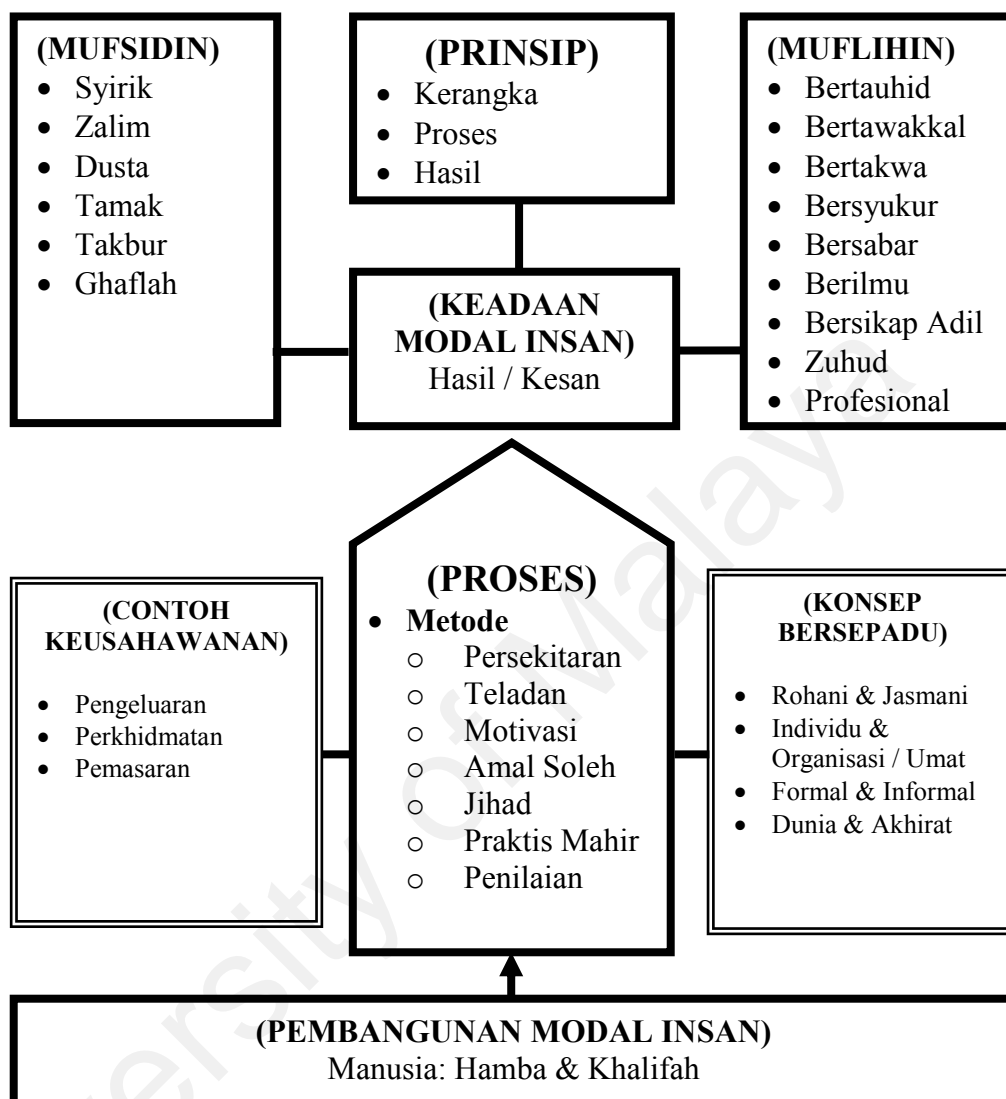 (MUFSIDIN)
• Syirik
• Zalim
• Dusta
• Tamak
• Takbur
• Ghaflah
(PRINSIP)
• Kerangka
• Proses
• Hasil
(MUFLIHIN)
• Bertauhid
• Bertawakkal
• Bertakwa
• Bersyukur
• Bersabar
• Berilmu
• Bersikap Adil
• Zuhud
• Profesional
(KEADAAN
MODAL INSAN)
Hasil / Kesan
(CONTOH
KEUSAHAWANAN)
• Pengeluaran
• Perkhidmatan
• Pemasaran
(PROSES)
• Metode
o Persekitaran
o Teladan
o Motivasi
o Amal Soleh
o Jihad
o Praktis Mahir
o Penilaian
(KONSEP
BERSEPADU)
• Rohani & Jasmani
• Individu &
Organisasi / Umat
• Formal & Informal
• Dunia & Akhirat
(PEMBANGUNAN MODAL INSAN)
Manusia: Hamba & Khalifah
ersity of Malaya